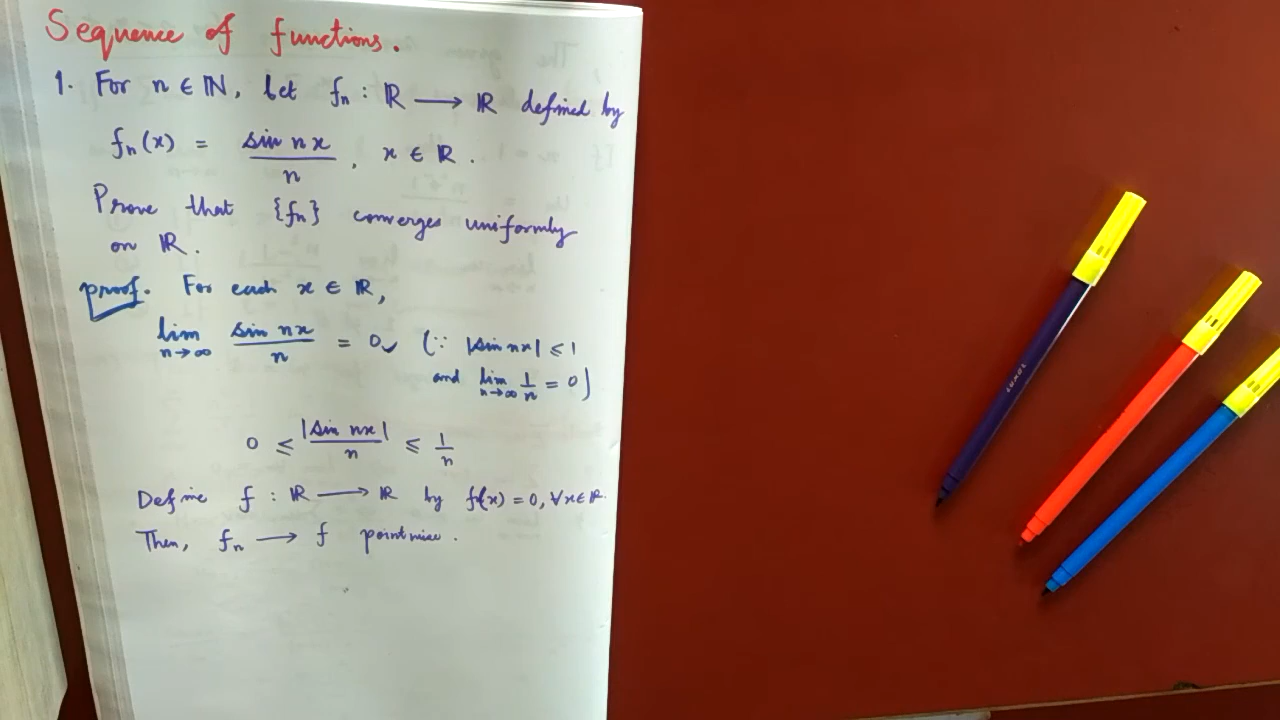 Sequence of functions.
1. For n ∈ ℕ, let fₙ : ℝ ⟶ ℝ defined by
fₙ(x) = sin nx / n, x ∈ ℝ.
Prove that {fₙ} converges uniformly
on ℝ.
proof. For each x ∈ ℝ,
lim n→∞ sin nx / n = 0, (∵ |sin nx| ≤ 1
and lim n→∞ 1/n = 0)
0 ≤ |sin nx| / n ≤ 1/n
Define f : ℝ ⟶ ℝ by f(x) = 0, ∀x∈ℝ.
Then, fₙ ⟶ f pointwise.